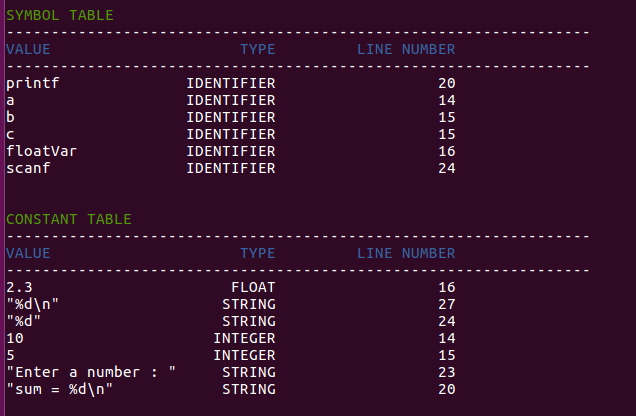 SYMBOL TABLE
-----------------------------------------------------------------
VALUE TYPE LINE NUMBER
-----------------------------------------------------------------
printf IDENTIFIER 20
a IDENTIFIER 14
b IDENTIFIER 15
c IDENTIFIER 15
floatVar IDENTIFIER 16
scanf IDENTIFIER 24
CONSTANT TABLE
-----------------------------------------------------------------
VALUE TYPE LINE NUMBER
-----------------------------------------------------------------
2.3 FLOAT 16
"%d\n" STRING 27
"%d" STRING 24
10 INTEGER 14
5 INTEGER 15
"Enter a number : " STRING 23
"sum = %d\n" STRING 20